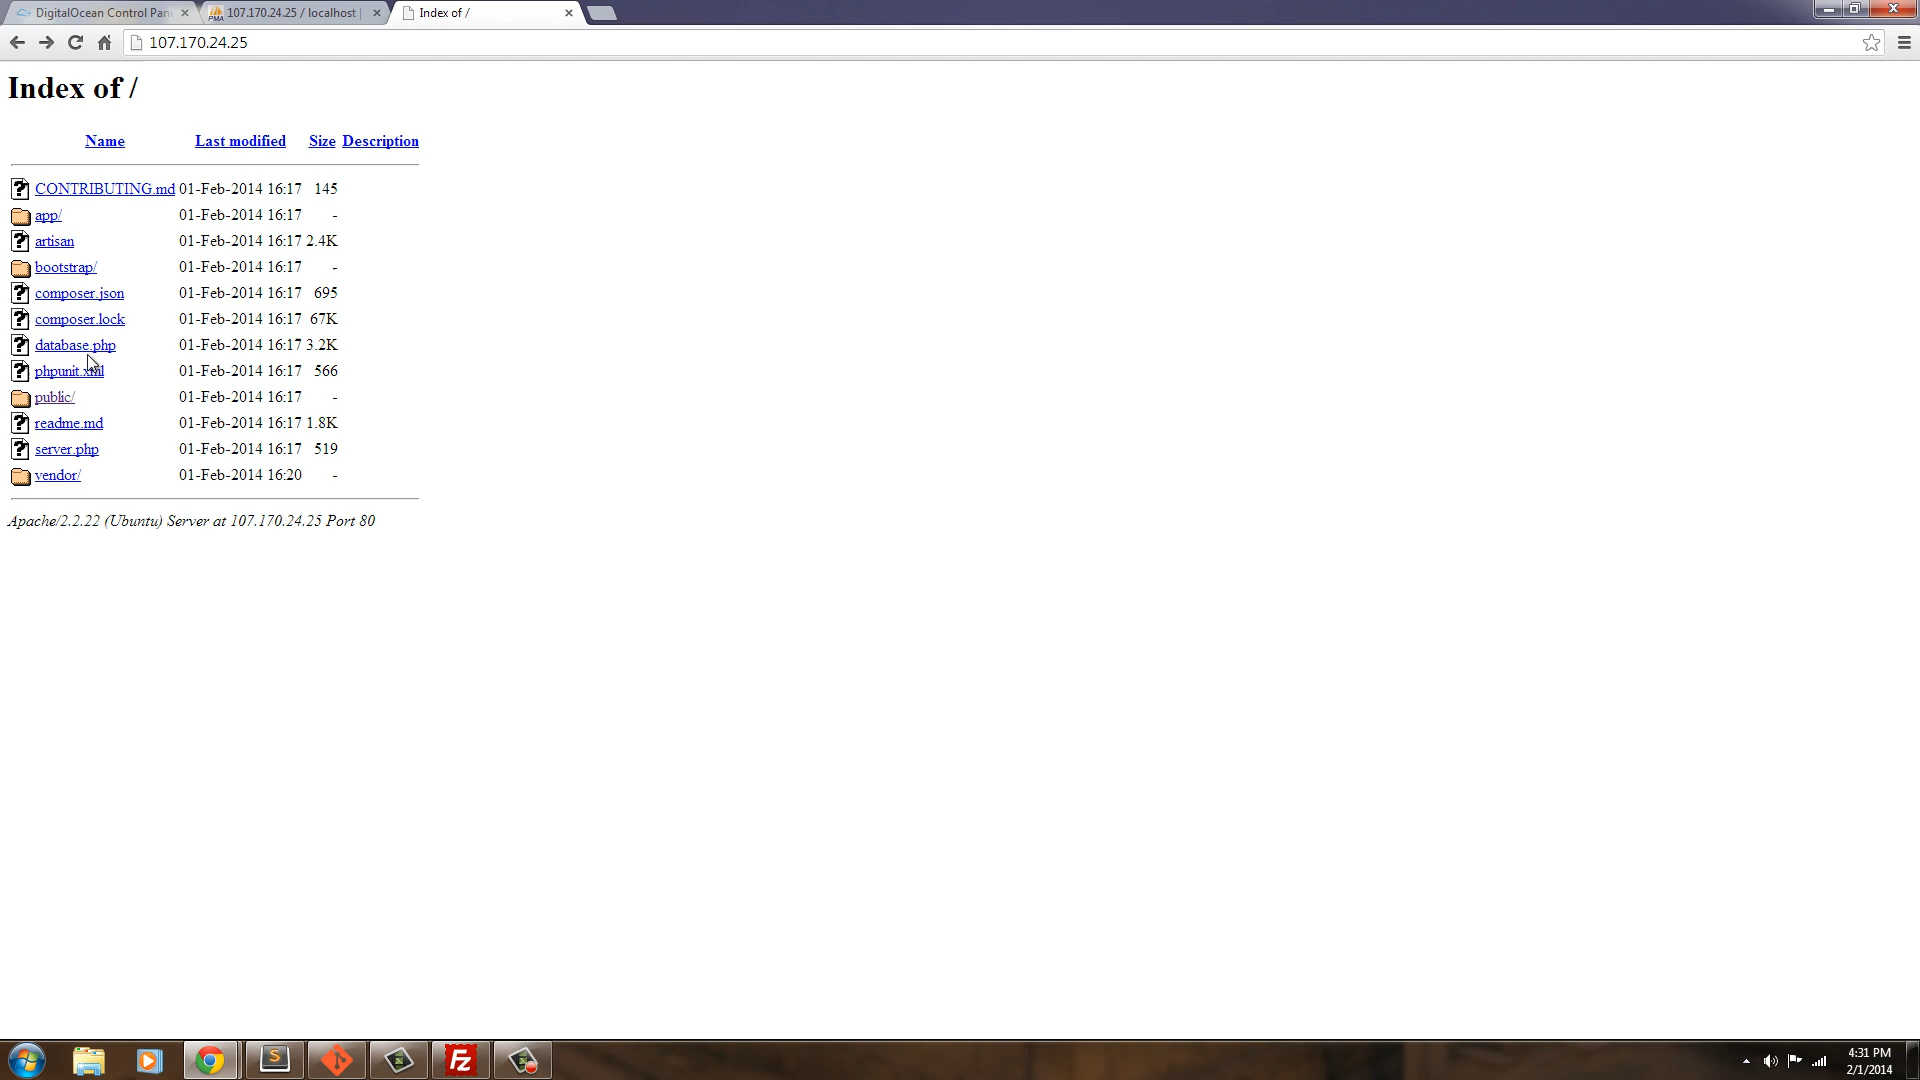 DigitalOcean Control Pan
107.170.24.25 / localhost |
Index of /
107.170.24.25
Index of /
Name Last modified Size Description
CONTRIBUTING.md 01-Feb-2014 16:17 145
app/ 01-Feb-2014 16:17 -
artisan 01-Feb-2014 16:17 2.4K
bootstrap/ 01-Feb-2014 16:17 -
composer.json 01-Feb-2014 16:17 695
composer.lock 01-Feb-2014 16:17 67K
database.php 01-Feb-2014 16:17 3.2K
phpunit.xml 01-Feb-2014 16:17 566
public/ 01-Feb-2014 16:17 -
readme.md 01-Feb-2014 16:17 1.8K
server.php 01-Feb-2014 16:17 519
vendor/ 01-Feb-2014 16:20 -
Apache/2.2.22 (Ubuntu) Server at 107.170.24.25 Port 80
4:31 PM
2/1/2014